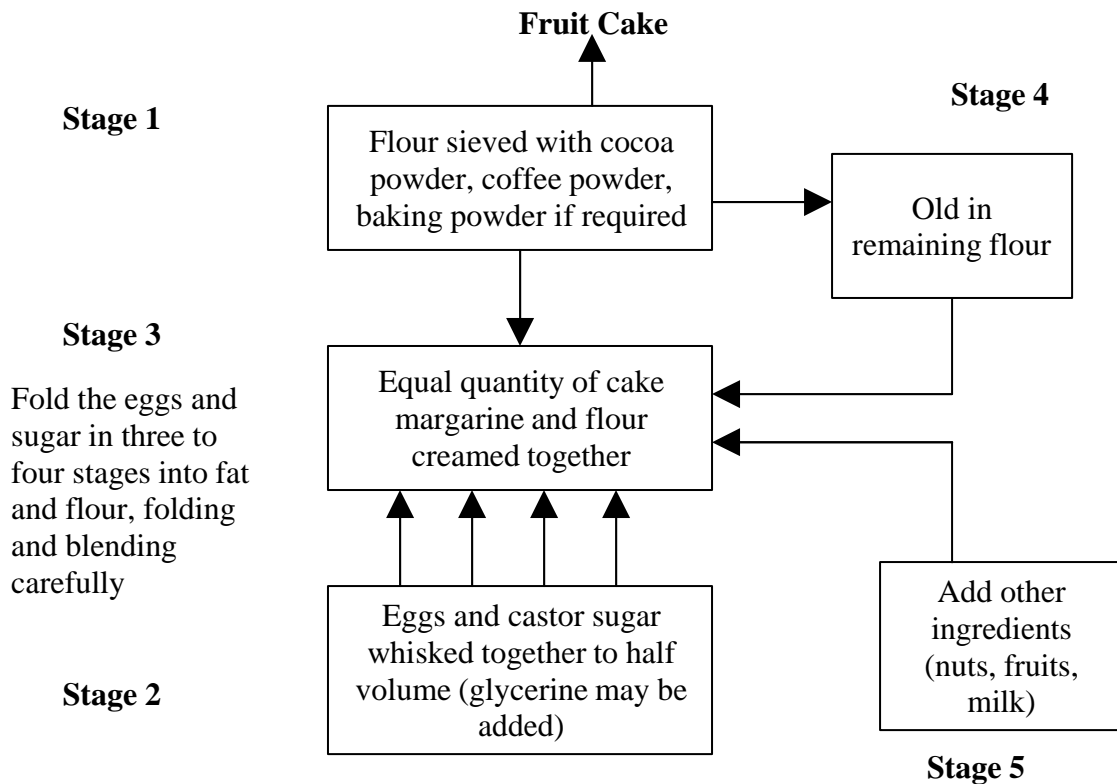 Fruit Cake
Stage 1
Flour sieved with cocoa
powder, coffee powder,
baking powder if required
Stage 4
Old in
remaining flour
Stage 3
Fold the eggs and
sugar in three to
four stages into fat
and flour, folding
and blending
carefully
Equal quantity of cake
margarine and flour
creamed together
Stage 2
Eggs and castor sugar
whisked together to half
volume (glycerine may be
added)
Add other
ingredients
(nuts, fruits,
milk)
Stage 5